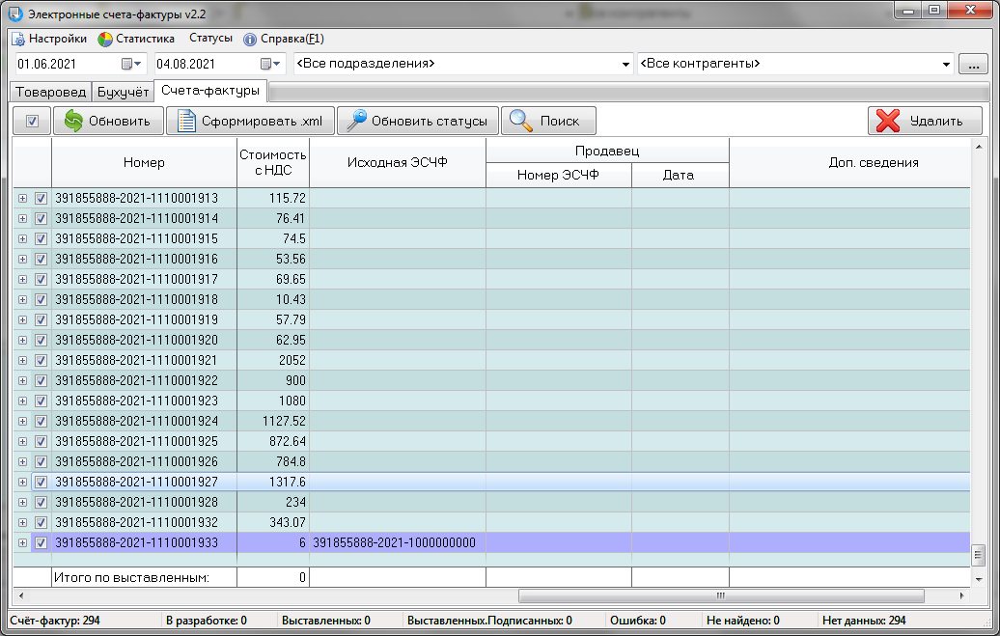 Электронные счета-фактуры v2.2
Настройки Статистика Статусы Справка(F1)
01.06.2021 04.08.2021 <Все подразделения> <Все контрагенты> ...
Товаровед Бухучёт Счета-фактуры
Обновить Сформировать .xml Обновить статусы Поиск Удалить
Номер Стоимость с НДС Исходная ЭСЧФ Продавец Доп. сведения
Номер ЭСЧФ Дата
391855888-2021-1110001913 115.72
391855888-2021-1110001914 76.41
391855888-2021-1110001915 74.5
391855888-2021-1110001916 53.56
391855888-2021-1110001917 69.65
391855888-2021-1110001918 10.43
391855888-2021-1110001919 57.79
391855888-2021-1110001920 62.95
391855888-2021-1110001921 2052
391855888-2021-1110001922 900
391855888-2021-1110001923 1080
391855888-2021-1110001924 1127.52
391855888-2021-1110001925 872.64
391855888-2021-1110001926 784.8
391855888-2021-1110001927 1317.6
391855888-2021-1110001928 234
391855888-2021-1110001932 343.07
391855888-2021-1110001933 6 391855888-2021-1000000000
Итого по выставленным: 0
Счёт-фактур: 294 В разработке: 0 Выставленных: 0 Выставленных.Подписанных: 0 Ошибка: 0 Не найдено: 0 Нет данных: 294